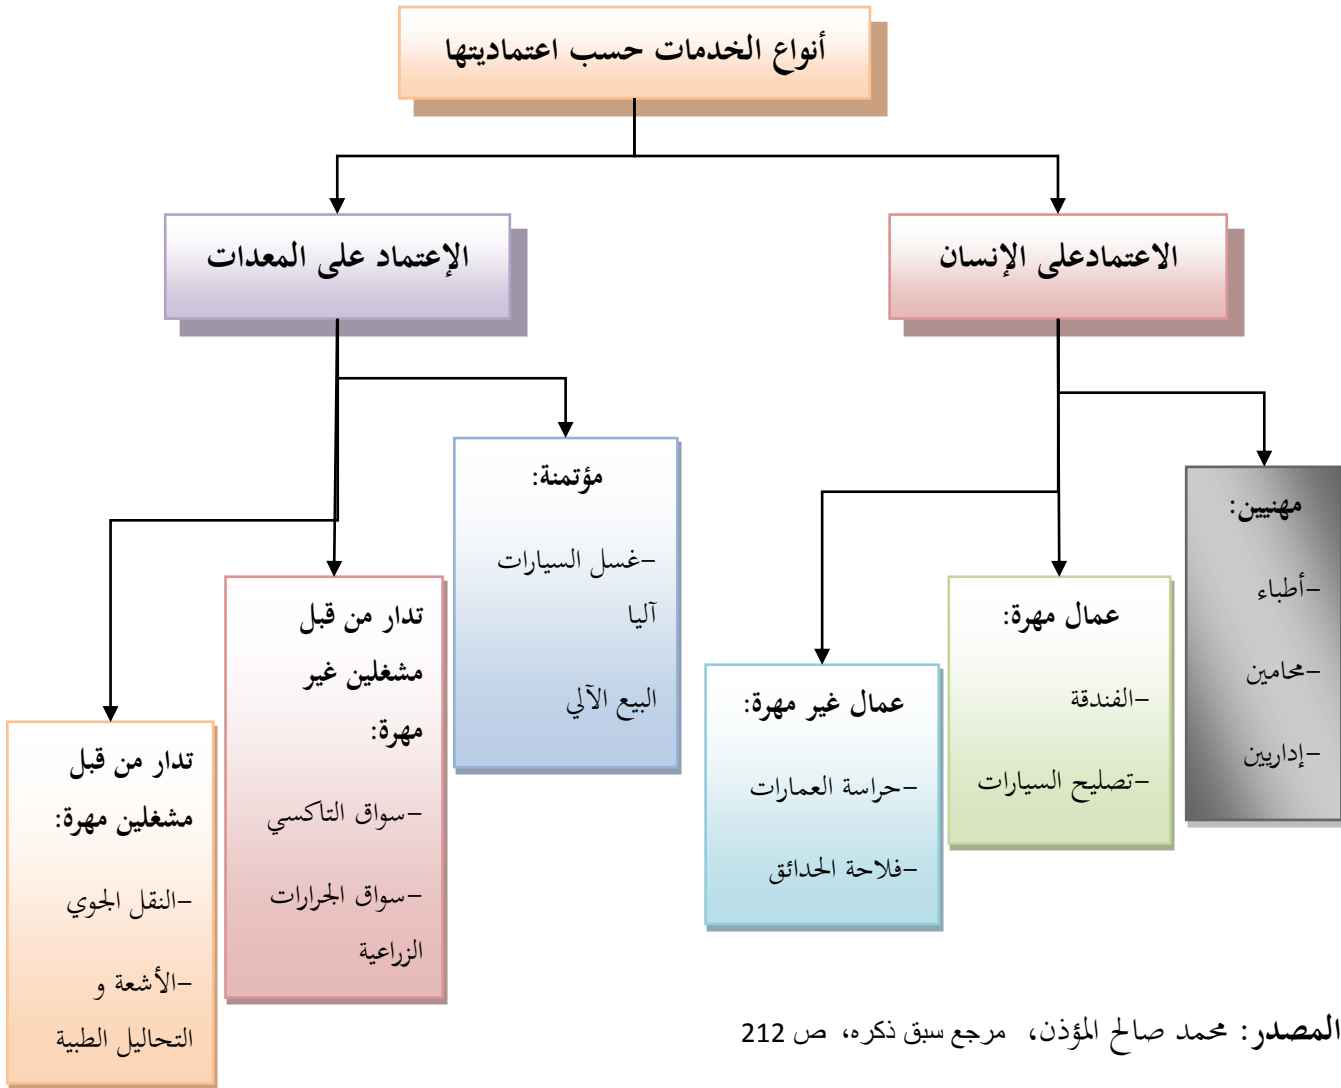 أنواع الخدمات حسب اعتماديتها
الاعتمادعلى الإنسان
الإعتماد على المعدات
مهنيين:
-أطباء
-محامين
-إداريين
عمال مهرة:
-الفندقة
-تصليح السيارات
عمال غير مهرة:
-حراسة العمارات
-فلاحة الحدائق
مؤتمنة:
-غسل السيارات
آليا
البيع الآلي
تدار من قبل
مشغلين غير
مهرة:
-سواق التاكسي
-سواق الجرارات
الزراعية
تدار من قبل
مشغلين مهرة:
-النقل الجوي
-الأشعة و
التحاليل الطبية
المصدر: محمد صالح المؤذن، مرجع سبق ذكره، ص 212